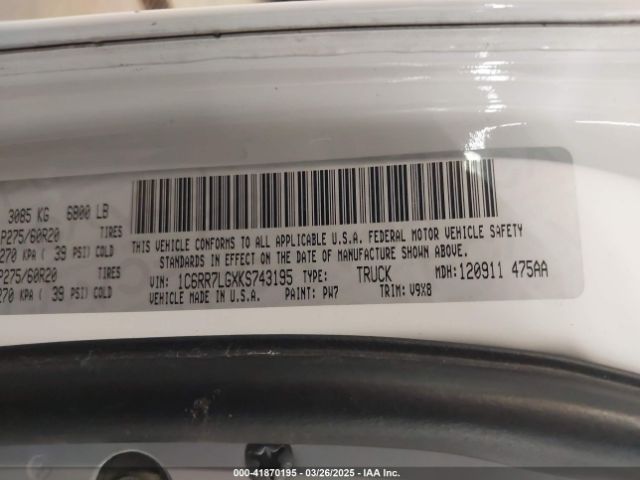 3085 KG 6800 LB
P275/60R20 TIRES
270 KPA ( 39 PSI) COLD
P275/60R20 TIRES
270 KPA ( 39 PSI) COLD
THIS VEHICLE CONFORMS TO ALL APPLICABLE U.S.A. FEDERAL MOTOR VEHICLE SAFETY
STANDARDS IN EFFECT ON THE DATE OF MANUFACTURE SHOWN ABOVE.
VIN: 1C6RR7LGXKS743195 TYPE: TRUCK MDH: 120911 475AA
VEHICLE MADE IN U.S.A. PAINT: PW7 TRIM: V9X8
000-41870195 - 03/26/2025 - IAAI.com